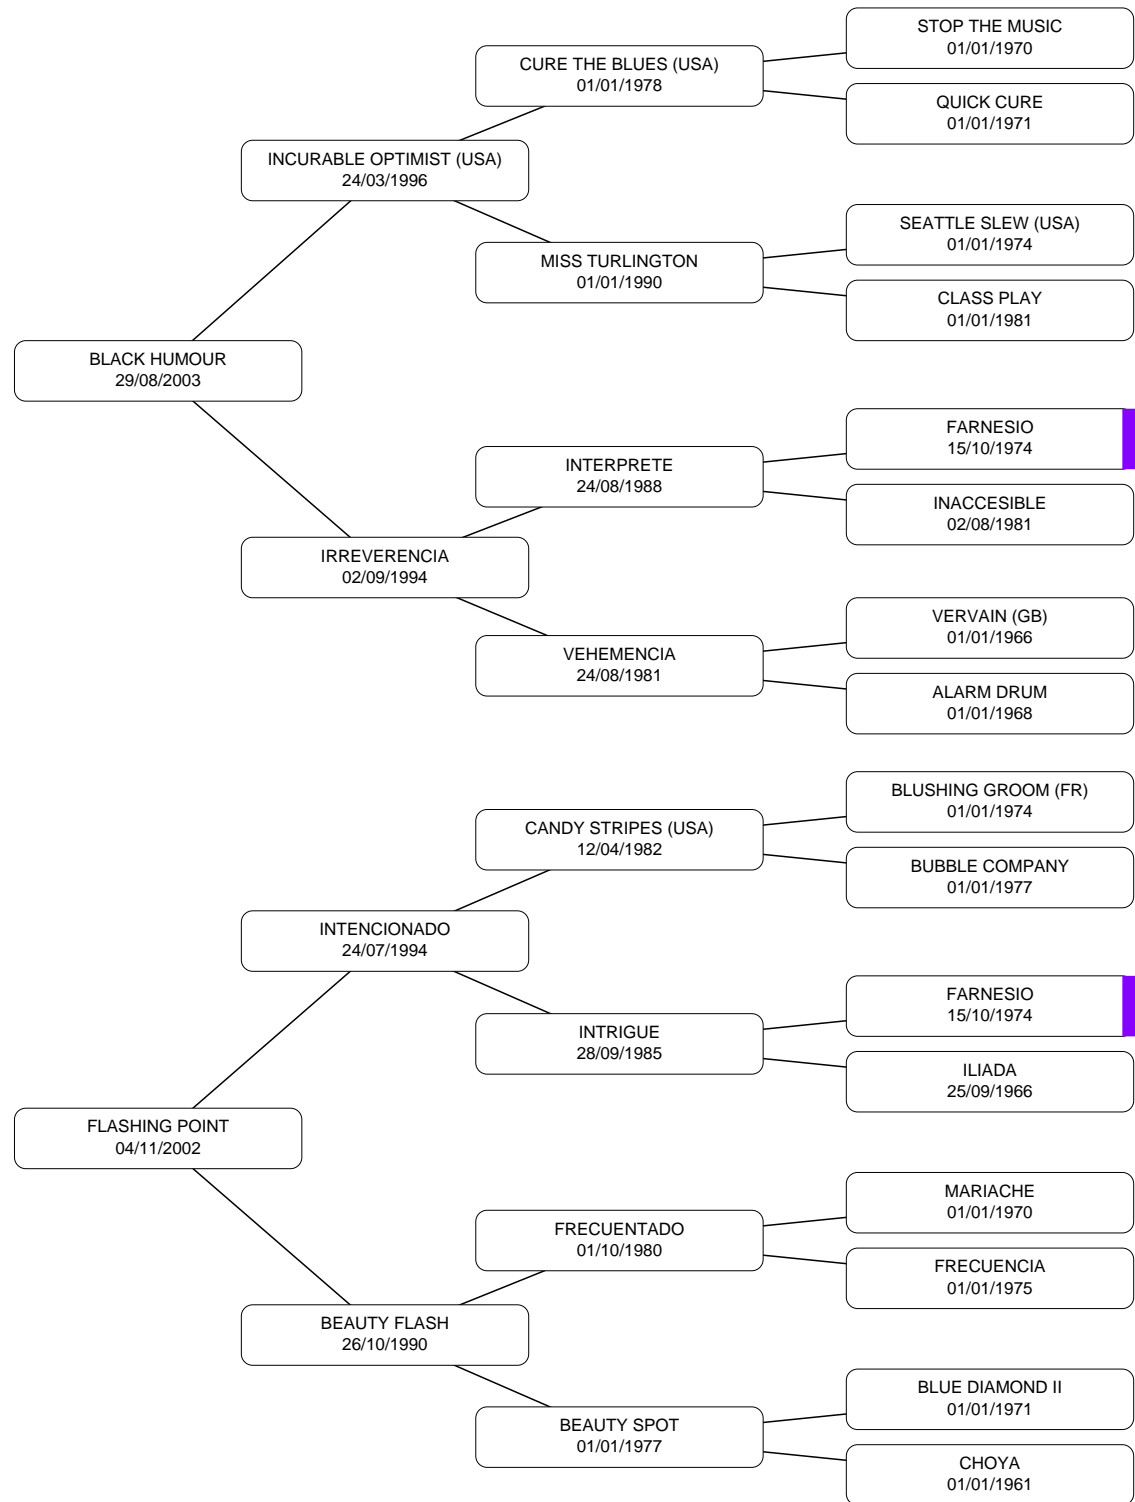 STOP THE MUSIC
01/01/1970
CURE THE BLUES (USA)
01/01/1978
QUICK CURE
01/01/1971
INCURABLE OPTIMIST (USA)
24/03/1996
SEATTLE SLEW (USA)
01/01/1974
MISS TURLINGTON
01/01/1990
CLASS PLAY
01/01/1981
BLACK HUMOUR
29/08/2003
FARNESIO
15/10/1974
INTERPRETE
24/08/1988
INACCESIBLE
02/08/1981
IRREVERENCIA
02/09/1994
VERVAIN (GB)
01/01/1966
VEHEMENCIA
24/08/1981
ALARM DRUM
01/01/1968
BLUSHING GROOM (FR)
01/01/1974
CANDY STRIPES (USA)
12/04/1982
BUBBLE COMPANY
01/01/1977
INTENCIONADO
24/07/1994
FARNESIO
15/10/1974
INTRIGUE
28/09/1985
ILIADA
25/09/1966
FLASHING POINT
04/11/2002
MARIACHE
01/01/1970
FRECUENTADO
01/10/1980
FRECUENCIA
01/01/1975
BEAUTY FLASH
26/10/1990
BLUE DIAMOND II
01/01/1971
BEAUTY SPOT
01/01/1977
CHOYA
01/01/1961